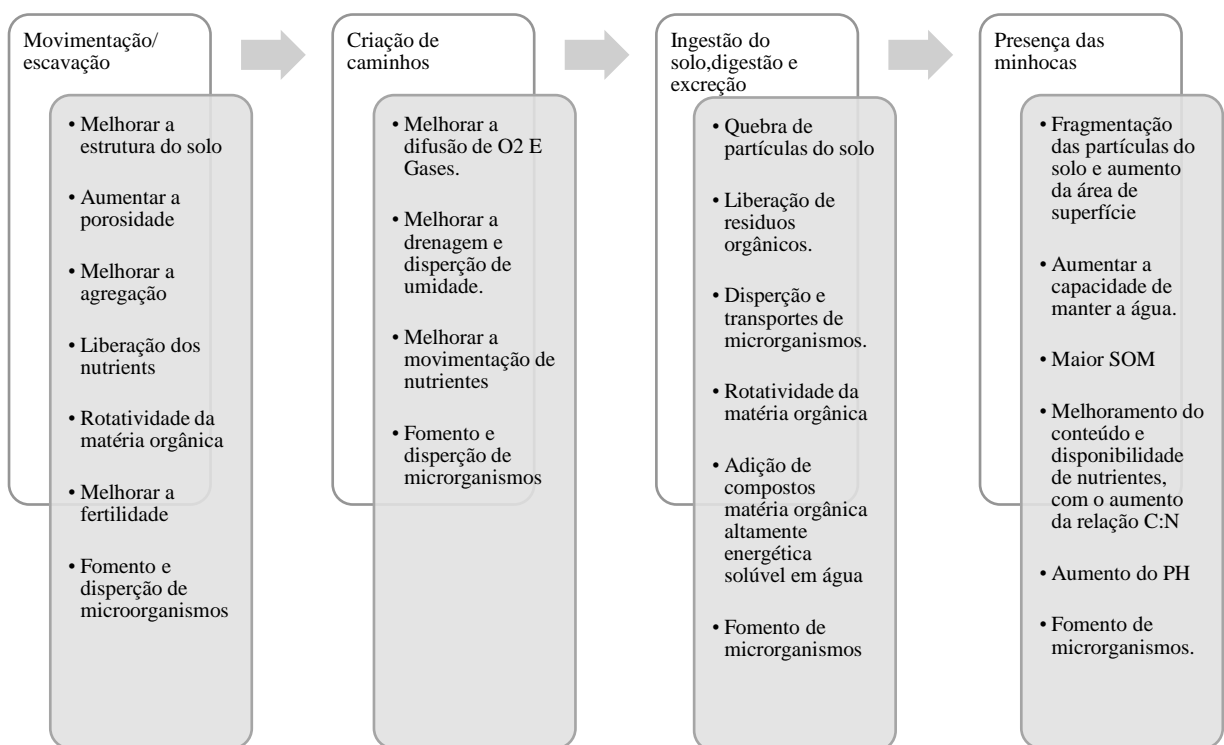 Movimentação/
escavação
• Melhorar a
estrutura do solo
• Aumentar a
porosidade
• Melhorar a
agregação
• Liberação dos
nutrients
• Rotatividade da
matéria orgânica
• Melhorar a
fertilidade
• Fomento e
disperção de
microorganismos
Criação de
caminhos
• Melhorar a
difusão de O2 E
Gases.
• Melhorar a
drenagem e
disperção de
umidade.
• Melhorar a
movimentação de
nutrientes
• Fomento e
disperção de
microrganismos
Ingestão do
solo,digestão e
excreção
• Quebra de
partículas do solo
• Liberação de
residuos
orgânicos.
• Disperção e
transportes de
microrganismos.
• Rotatividade da
matéria orgânica
• Adição de
compostos
matéria orgânica
altamente
energética
solúvel em água
• Fomento de
microrganismos
Presença das
minhocas
• Fragmentação
das partículas do
solo e aumento
da área de
superfície
• Aumentar a
capacidade de
manter a água.
• Maior SOM
• Melhoramento do
conteúdo e
disponibilidade
de nutrientes,
com o aumento
da relação C:N
• Aumento do PH
• Fomento de
microrganismos.